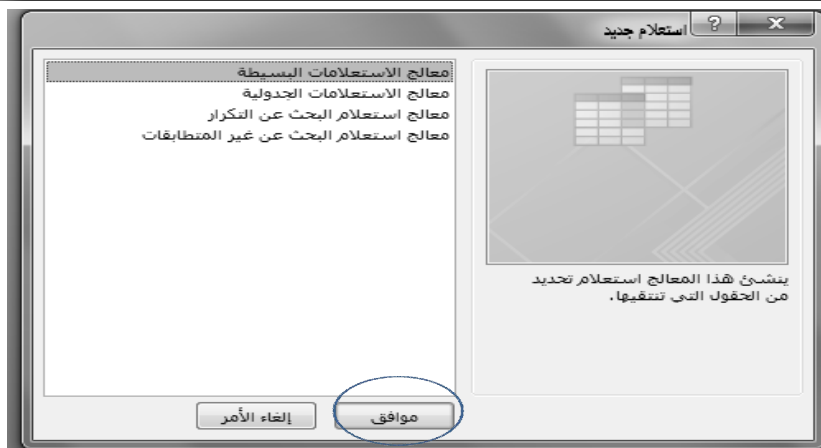 استعلام جديد
معالج الاستعلامات البسيطة
معالج الاستعلامات الجدولية
معالج استعلام البحث عن التكرار
معالج استعلام البحث عن غير المتطابقات
ينشئ هذا المعالج استعلام تحديد
من الحقول التي تنتقيها.
موافق
إلغاء الأمر